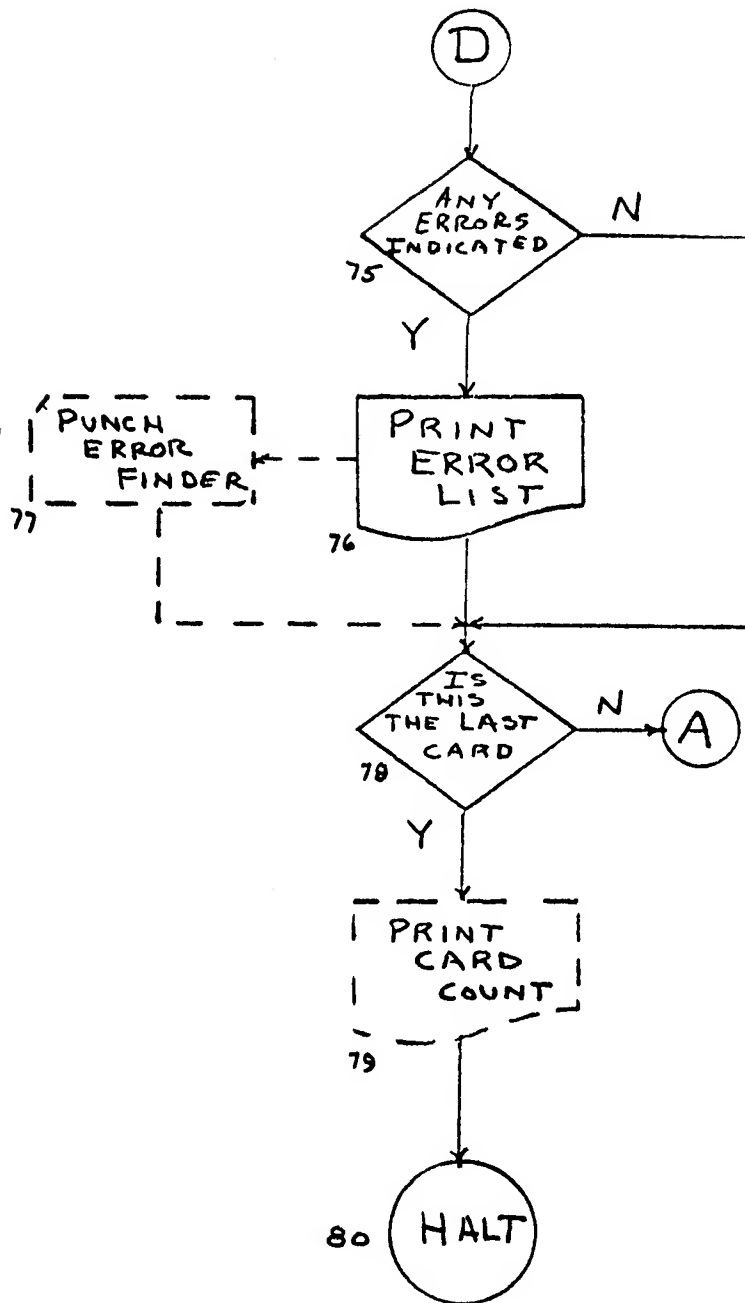 D
ANY
ERRORS
INDICATED
N
75
Y
PUNCH
ERROR
FINDER
77
PRINT
ERROR
LIST
76
IS
THIS
THE LAST
CARD
N
A
78
Y
PRINT
CARD
COUNT
79
80
HALT